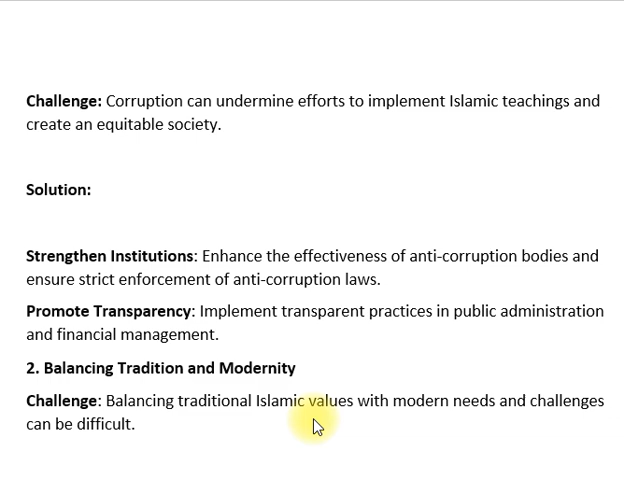 Challenge: Corruption can undermine efforts to implement Islamic teachings and
create an equitable society.
Solution:
Strengthen Institutions: Enhance the effectiveness of anti-corruption bodies and
ensure strict enforcement of anti-corruption laws.
Promote Transparency: Implement transparent practices in public administration
and financial management.
2. Balancing Tradition and Modernity
Challenge: Balancing traditional Islamic values with modern needs and challenges
can be difficult.